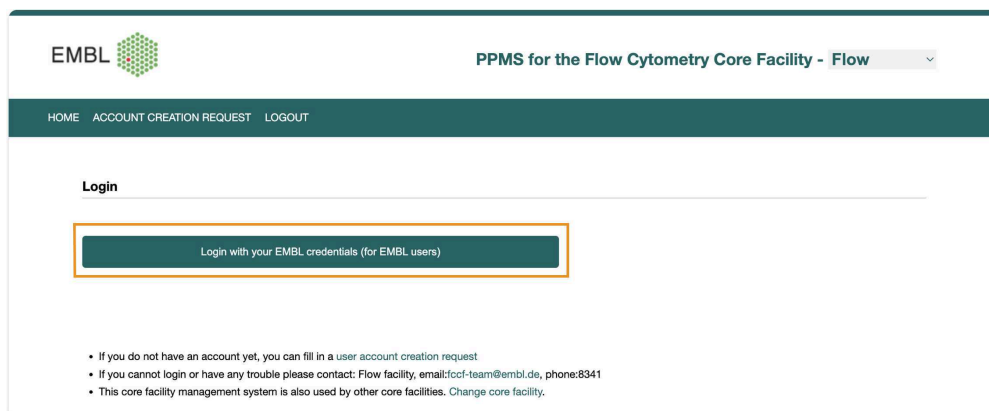 EMBL
PPMS for the Flow Cytometry Core Facility - Flow
HOME ACCOUNT CREATION REQUEST LOGOUT
Login
Login with your EMBL credentials (for EMBL users)
• If you do not have an account yet, you can fill in a user account creation request
• If you cannot login or have any trouble please contact: Flow facility, email:fccf-team@embl.de, phone:8341
• This core facility management system is also used by other core facilities. Change core facility.